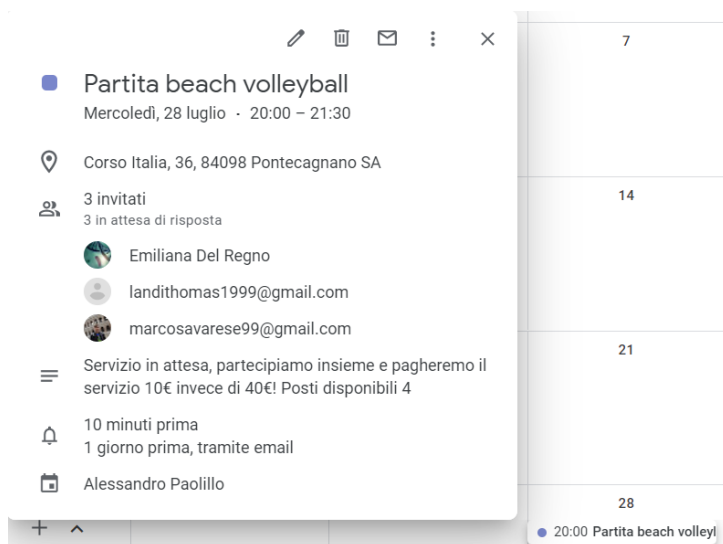 Partita beach volleyball
Mercoledì, 28 luglio · 20:00 – 21:30
Corso Italia, 36, 84098 Pontecagnano SA
3 invitati
3 in attesa di risposta
Emiliana Del Regno
landithomas1999@gmail.com
marcosavarese99@gmail.com
Servizio in attesa, partecipiamo insieme e pagheremo il
servizio 10€ invece di 40€! Posti disponibili 4
10 minuti prima
1 giorno prima, tramite email
Alessandro Paolillo
7
14
21
28
20:00 Partita beach volleyl